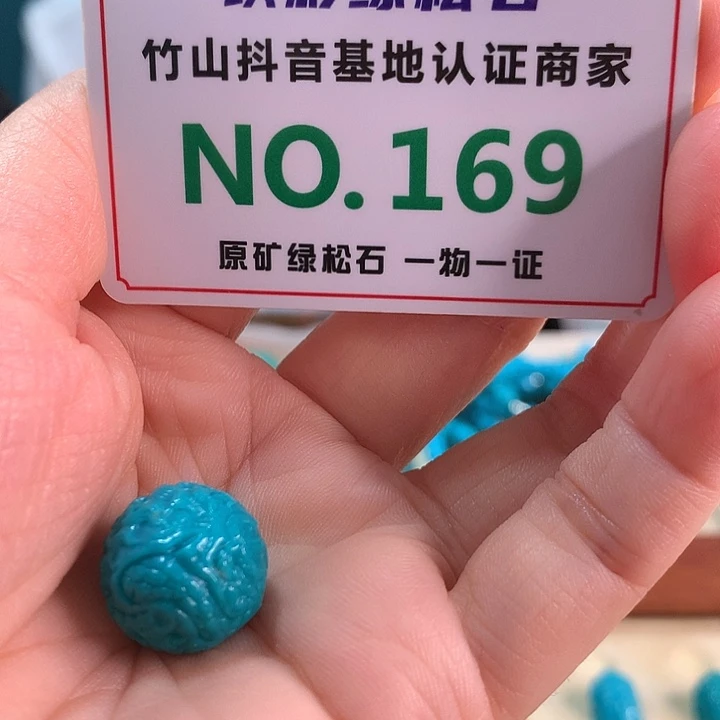 竹山抖音基地认证商家
NO.169
原矿绿松石 一物一证